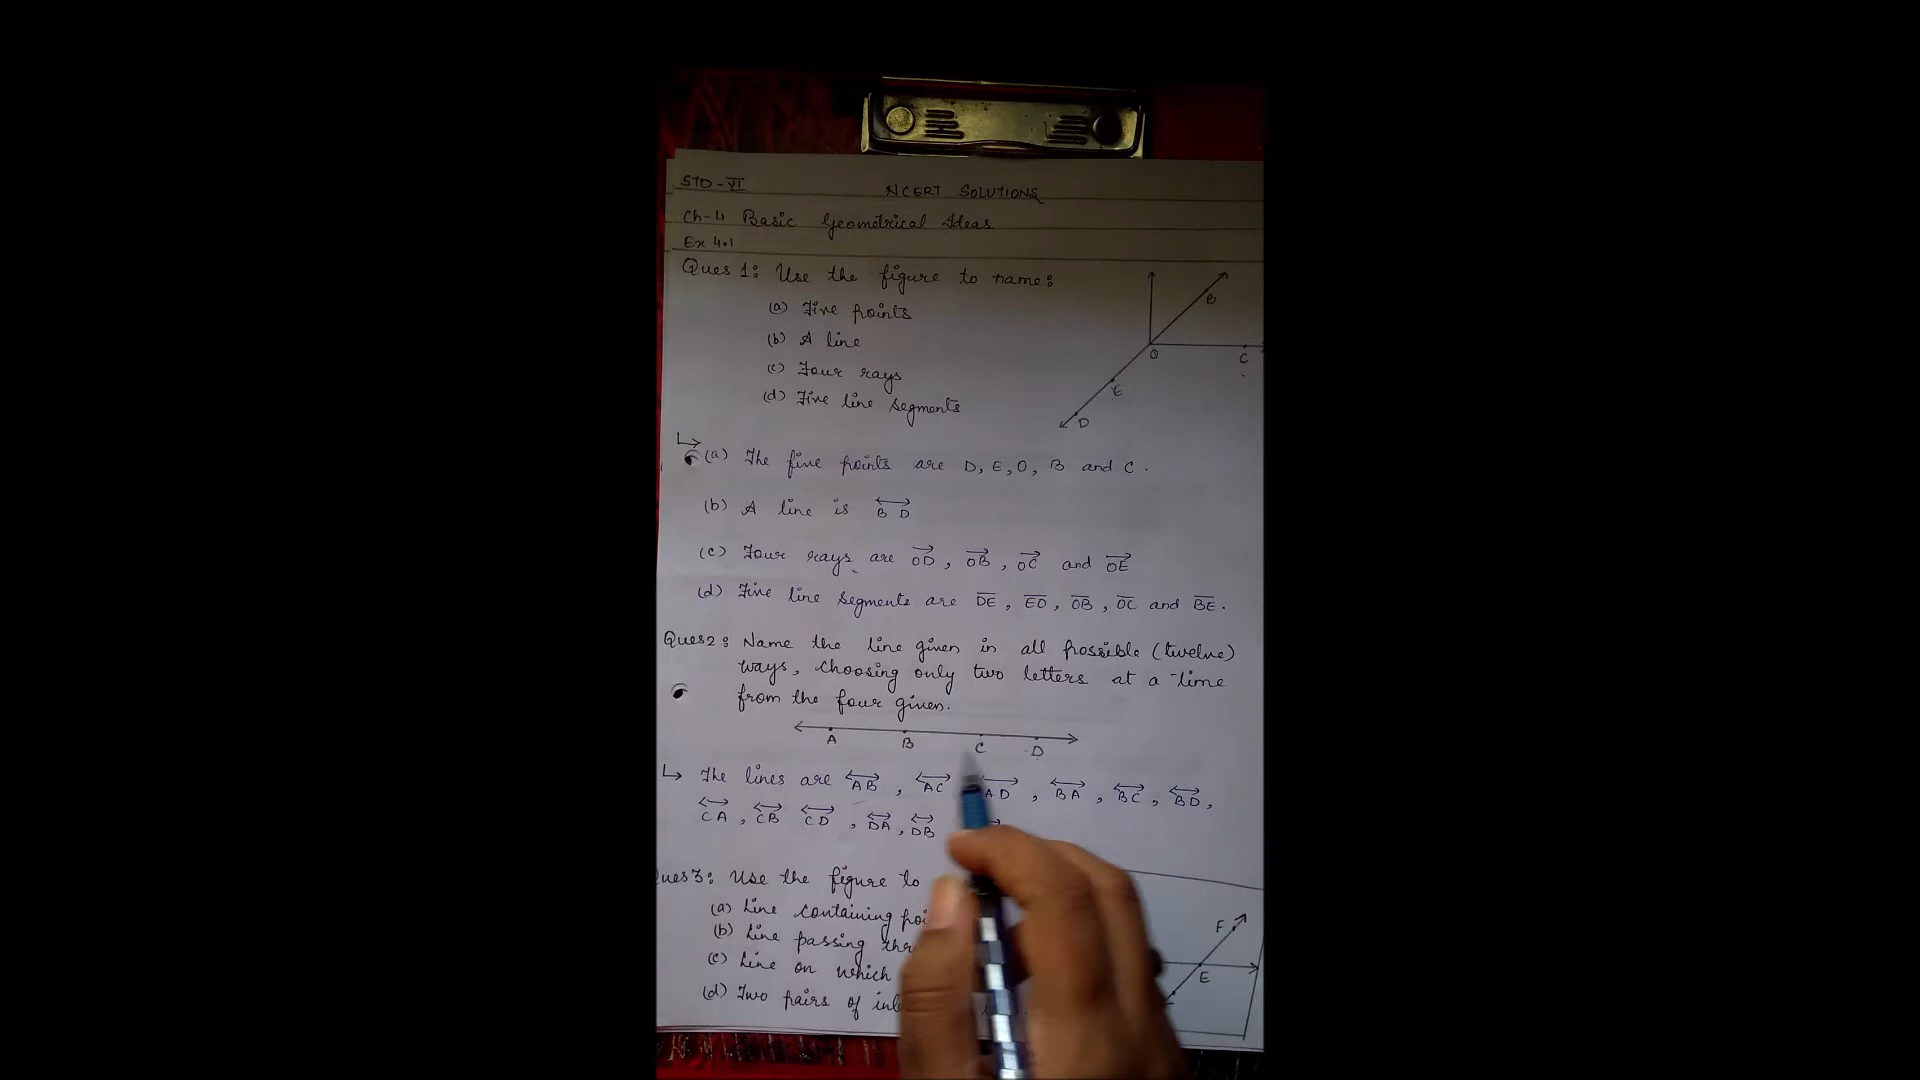 STD - VI
NCERT SOLUTIONS
Ch-4 Basic Geometrical Ideas
Ex 4.1
Ques 1: Use the figure to name:
(a) Five points
(b) A line
(c) Four rays
(d) Five line segments
B
O
C
E
D
(a) The five points are D, E, O, B and C.
(b) A line is BD
(c) Four rays are OD, OB, OC and OE
(d) Five line segments are DE, EO, OB, OC and BE.
Ques2: Name the line given in all possible (twelve)
ways, choosing only two letters at a time
from the four given.
A B C D
The lines are AB, AC AD, BA, BC, BD,
CA, CB CD, DA, DB
Ques3: Use the figure to
(a) Line containing
(b) Line passing
(c) Line on which
(d) Two pairs of
F
E